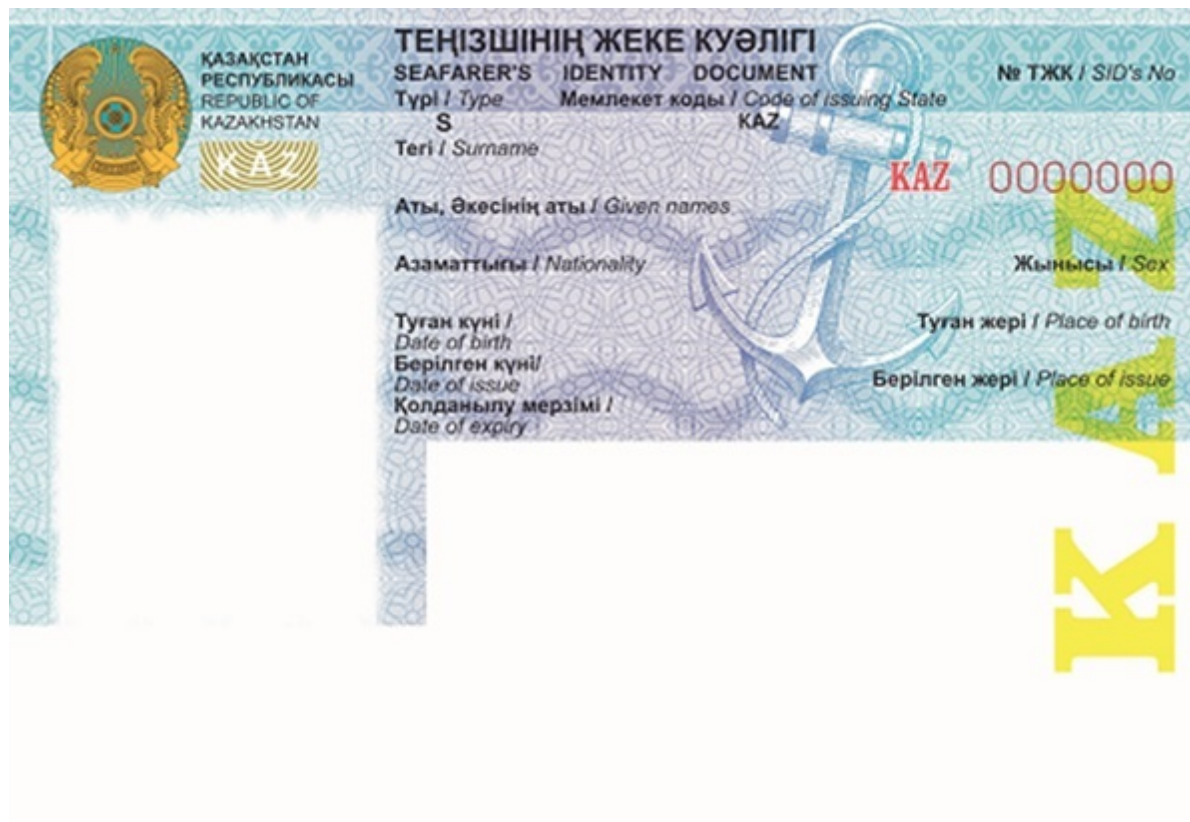 ҚАЗАҚСТАН
РЕСПУБЛИКАСЫ
REPUBLIC OF
KAZAKHSTAN
KAZ
ТЕҢІЗШІНІҢ ЖЕКЕ КУӘЛІГІ
SEAFARER'S IDENTITY DOCUMENT
№ ТЖК / SID's No
Түрі / Type Мемлекет коды / Code of issuing State
S KAZ
Тегі / Surname
KAZ 0000000
Аты, Әкесінің аты / Given names
Азаматтығы / Nationality Жынысы / Sex
Туған күні / Туған жері / Place of birth
Date of birth
Берілген күні/
Date of issue Берілген жері / Place of issue
Қолданылу мерзімі /
Date of expiry
KAZ